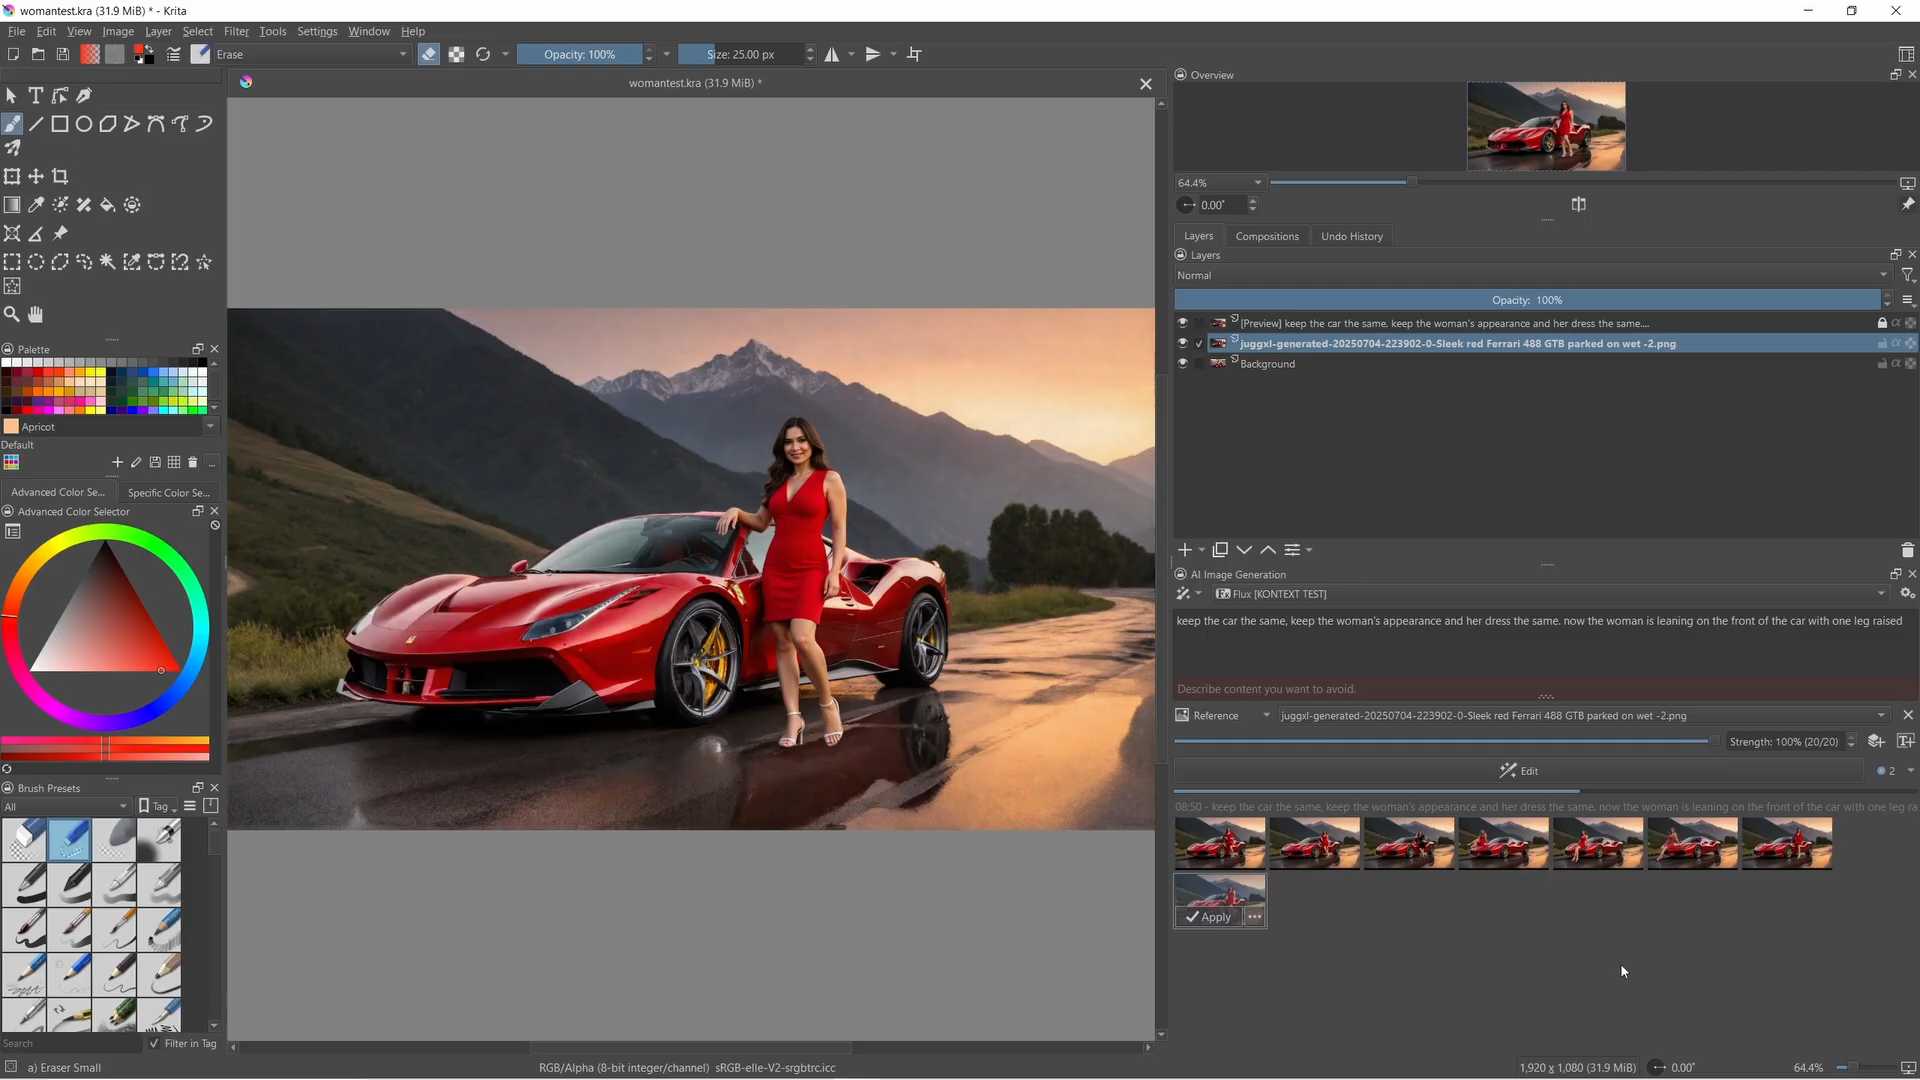 womantest.kra (31.9 MiB) * - Krita
File Edit View Image Layer Select Filter Tools Settings Window Help
Erase
Opacity: 100%
Size: 25.00 px
womantest.kra (31.9 MiB) *
Overview
64.4%
0.00°
Layers Compositions Undo History
Layers
Normal
Opacity: 100%
[Preview] keep the car the same, keep the woman's appearance and her dress the same....
juggxl-generated-20250704-223902-0-Sleek red Ferrari 488 GTB parked on wet -2.png
Background
Palette
Apricot
Default
...
Advanced Color Se... Specific Color Se...
Advanced Color Selector
AI Image Generation
Flux [KONTEXT TEST]
keep the car the same, keep the woman's appearance and her dress the same. now the woman is leaning on the front of the car with one leg raised
Describe content you want to avoid.
Reference
juggxl-generated-20250704-223902-0-Sleek red Ferrari 488 GTB parked on wet -2.png
Strength: 100% (20/20)
Edit
2
08:50 - keep the car the same, keep the woman's appearance and her dress the same. now the woman is leaning on the front of the car with one leg ra
Apply
Brush Presets
All
Tag
Search
Filter in Tag
a) Eraser Small
RGB/Alpha (8-bit integer/channel) sRGB-elle-V2-srgbtrc.icc
1,920 x 1,080 (31.9 MiB)
0.00°
64.4%